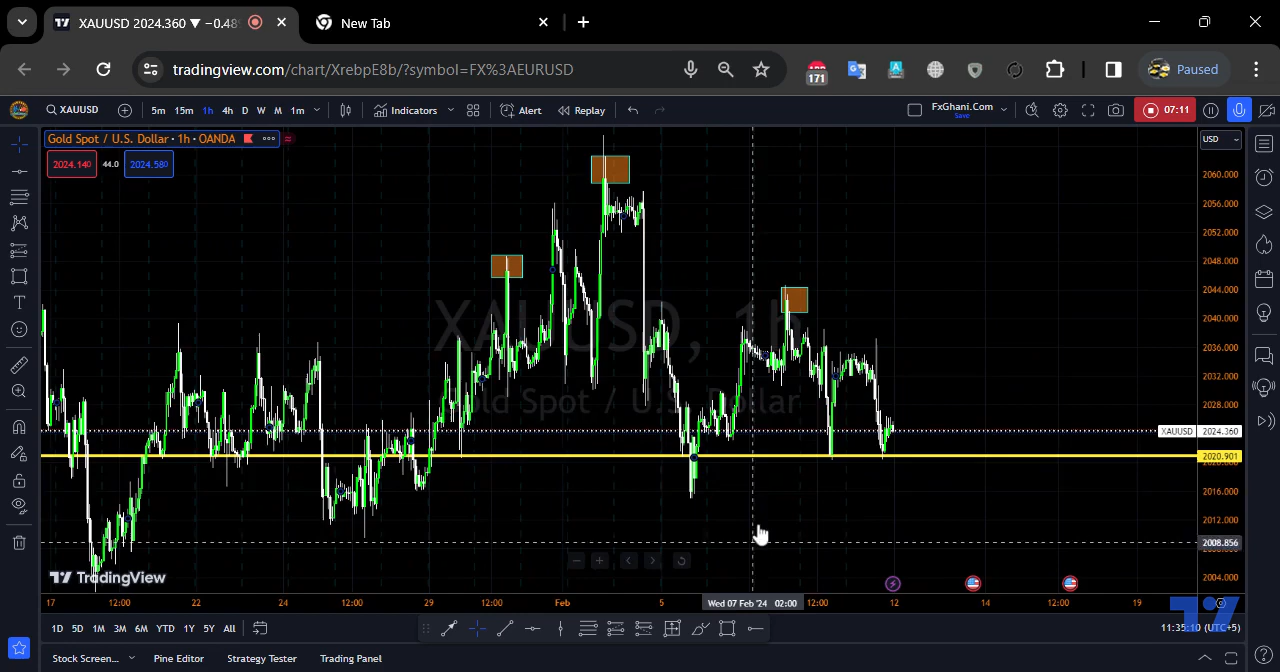 XAUUSD 2024.360 ▼ −0.48
New Tab
tradingview.com/chart/XrebpE8b/?symbol=FX%3AEURUSD
171
Paused
XAUUSD
5m 15m 1h 4h D W M 1m
Indicators
Alert
Replay
FxGhani.Com
Save
07:11
Gold Spot / U.S. Dollar · 1h · OANDA
USD
2024.140 44.0 2024.580
XAUUSD, 1h
Gold Spot / U.S. Dollar
2060.000
2056.000
2052.000
2048.000
2044.000
2040.000
2036.000
2032.000
2028.000
XAUUSD 2024.360
2020.901
2016.000
2012.000
2008.856
2004.000
TradingView
17 12:00 22 24 12:00 29 12:00 Feb 5 Wed 07 Feb '24 02:00 12:00 12 14 12:00 19
1D 5D 1M 3M 6M YTD 1Y 5Y All
11:35:10 (UTC+5)
Stock Screen... Pine Editor Strategy Tester Trading Panel